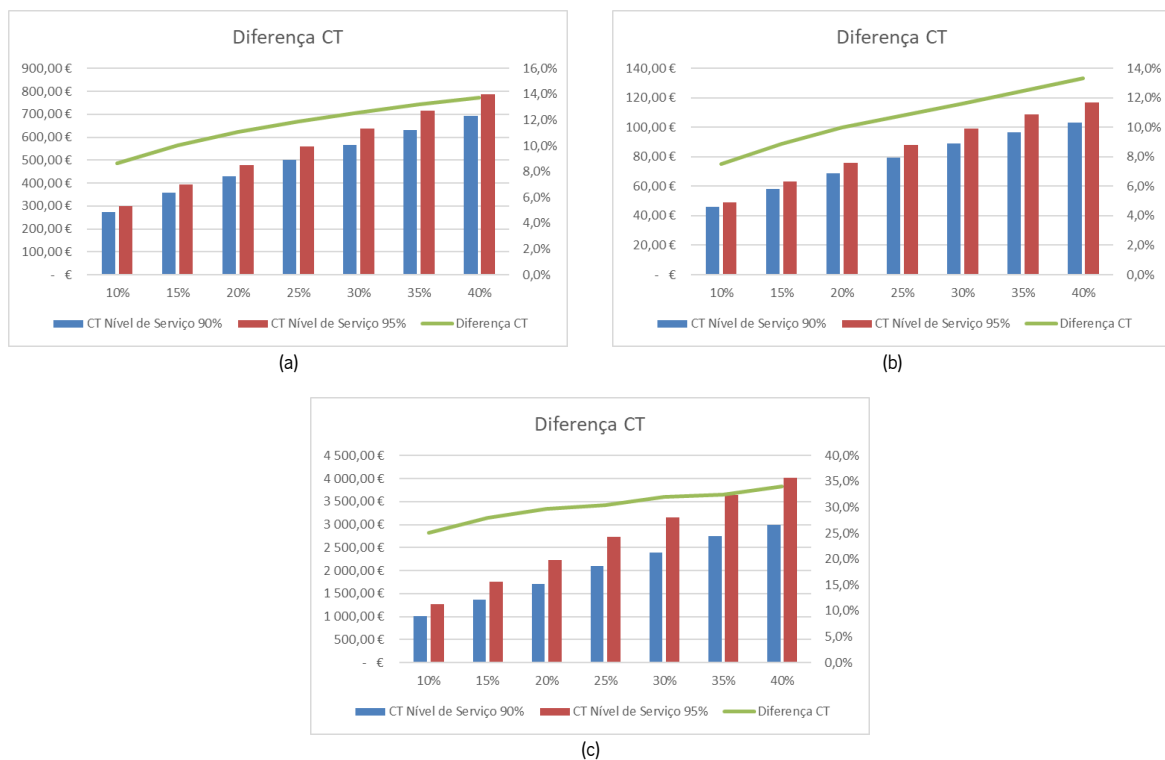 Diferença CT
900,00 €
800,00 €
700,00 €
600,00 €
500,00 €
400,00 €
300,00 €
200,00 €
100,00 €
- €
16,0%
14,0%
12,0%
10,0%
8,0%
6,0%
4,0%
2,0%
0,0%
10% 15% 20% 25% 30% 35% 40%
CT Nível de Serviço 90% CT Nível de Serviço 95% Diferença CT
(a)
Diferença CT
140,00 €
120,00 €
100,00 €
80,00 €
60,00 €
40,00 €
20,00 €
- €
14,0%
12,0%
10,0%
8,0%
6,0%
4,0%
2,0%
0,0%
10% 15% 20% 25% 30% 35% 40%
CT Nível de Serviço 90% CT Nível de Serviço 95% Diferença CT
(b)
Diferença CT
4 500,00 €
4 000,00 €
3 500,00 €
3 000,00 €
2 500,00 €
2 000,00 €
1 500,00 €
1 000,00 €
500,00 €
- €
40,0%
35,0%
30,0%
25,0%
20,0%
15,0%
10,0%
5,0%
0,0%
10% 15% 20% 25% 30% 35% 40%
CT Nível de Serviço 90% CT Nível de Serviço 95% Diferença CT
(c)